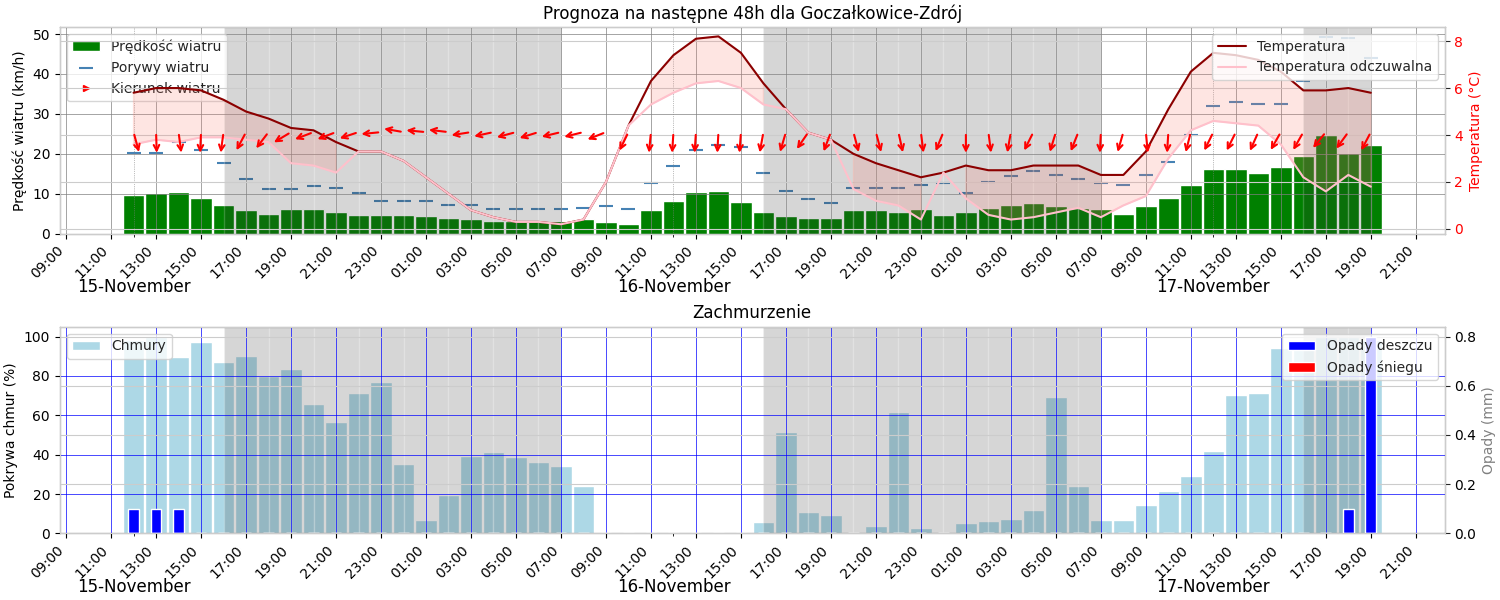 Prognoza na następne 48h dla Goczałkowice-Zdrój
Prędkość wiatru (km/h)
50
40
30
20
10
0
Prędkość wiatru
Porywy wiatru
Kierunek wiatru
Temperatura
Temperatura odczuwalna
8
6
4
2
0
Temperatura (°C)
09:00 11:00 13:00 15:00 17:00 19:00 21:00 23:00 01:00 03:00 05:00 07:00 09:00 11:00 13:00 15:00 17:00 19:00 21:00 23:00 01:00 03:00 05:00 07:00 09:00 11:00 13:00 15:00 17:00 19:00 21:00
15-November 16-November 17-November
Zachmurzenie
Pokrywa chmur (%)
100
80
60
40
20
0
Chmury
Opady deszczu
Opady śniegu
0.8
0.6
0.4
0.2
0.0
Opady (mm)
09:00 11:00 13:00 15:00 17:00 19:00 21:00 23:00 01:00 03:00 05:00 07:00 09:00 11:00 13:00 15:00 17:00 19:00 21:00 23:00 01:00 03:00 05:00 07:00 09:00 11:00 13:00 15:00 17:00 19:00 21:00
15-November 16-November 17-November